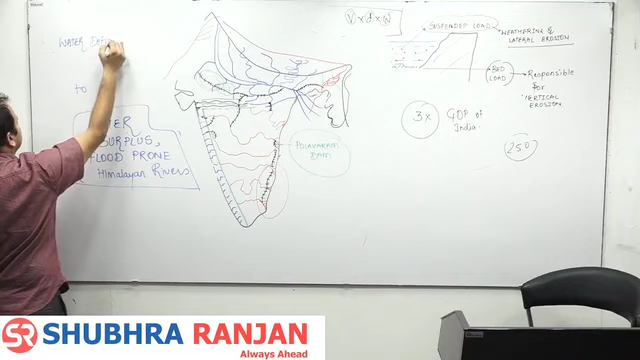 WATER DEF
to
SURPLUS,
FLOOD PRONE
Himalayan Rivers
V x d x W
SUSPENDED LOAD
WEATHERING &
LATERAL EROSION
BED
LOAD
Responsible
For
VERTICAL
EROSION
3x
GDP of
India
POLAVARAM
DAM
250
SR
SHUBHRA RANJAN
Always Ahead